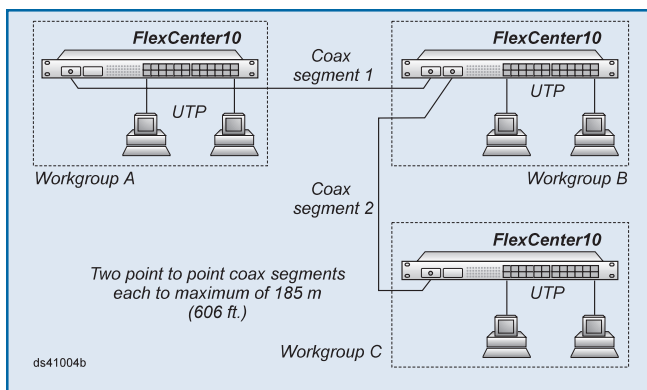 FlexCenter10
Coax
segment 1
FlexCenter10
UTP
UTP
Workgroup A
Workgroup B
Coax
segment 2
FlexCenter10
Two point to point coax segments
each to maximum of 185 m
(606 ft.)
UTP
Workgroup C
ds41004b